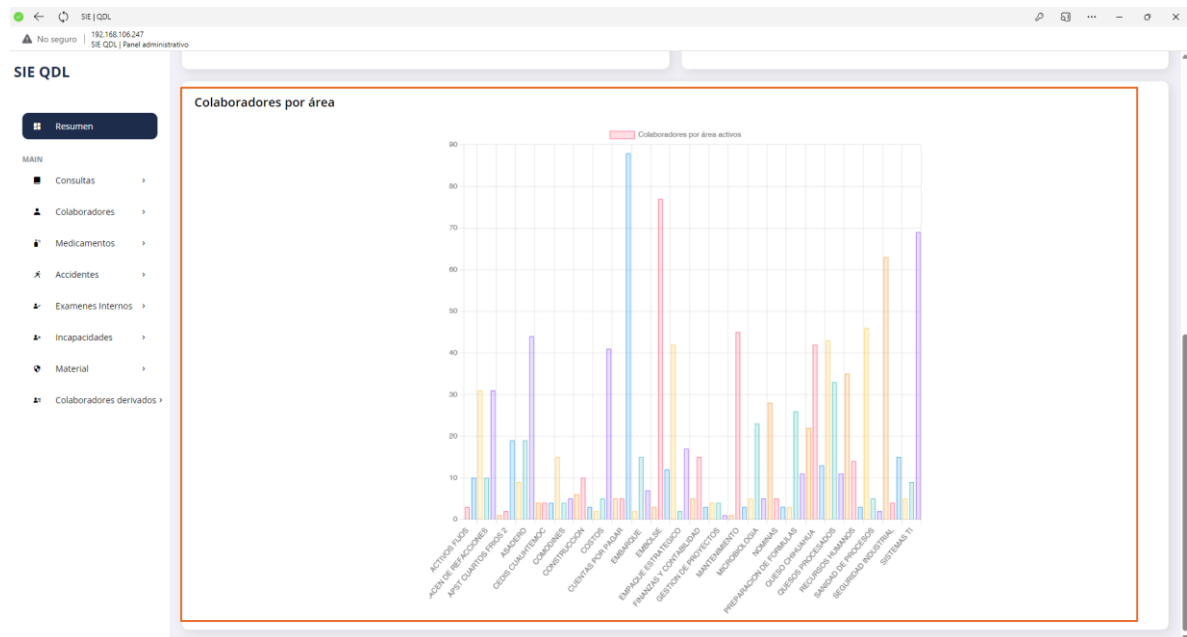 SIE | QDL
No seguro
192.168.106.247
SIE QDL | Panel administrativo
SIE QDL
Resumen
MAIN
Consultas
Colaboradores
Medicamentos
Accidentes
Examenes Internos
Incapacidades
Material
Colaboradores derivados
Colaboradores por área
Colaboradores por área activos
90
80
70
60
50
40
30
20
10
0
ACTIVOS FIJOS
ACEN DE REFACCIONES
APST CUARTOS FRIOS 2
ASADERO
CEDIS CUAUHTEMOC
COMODINES
CONSTRUCCION
COSTOS
CUENTAS POR PAGAR
EMBARQUE
EMBOLSE
EMPAQUE ESTRATEGICO
FINANZAS Y CONTABILIDAD
GESTION DE PROYECTOS
MANTENIMIENTO
MICROBIOLOGIA
NOMINAS
PREPARACION DE FORMULAS
QUESO CHIHUAHUA
QUESOS PROCESADOS
RECURSOS HUMANOS
SANIDAD DE PROCESOS
SEGURIDAD INDUSTRIAL
SISTEMAS TI